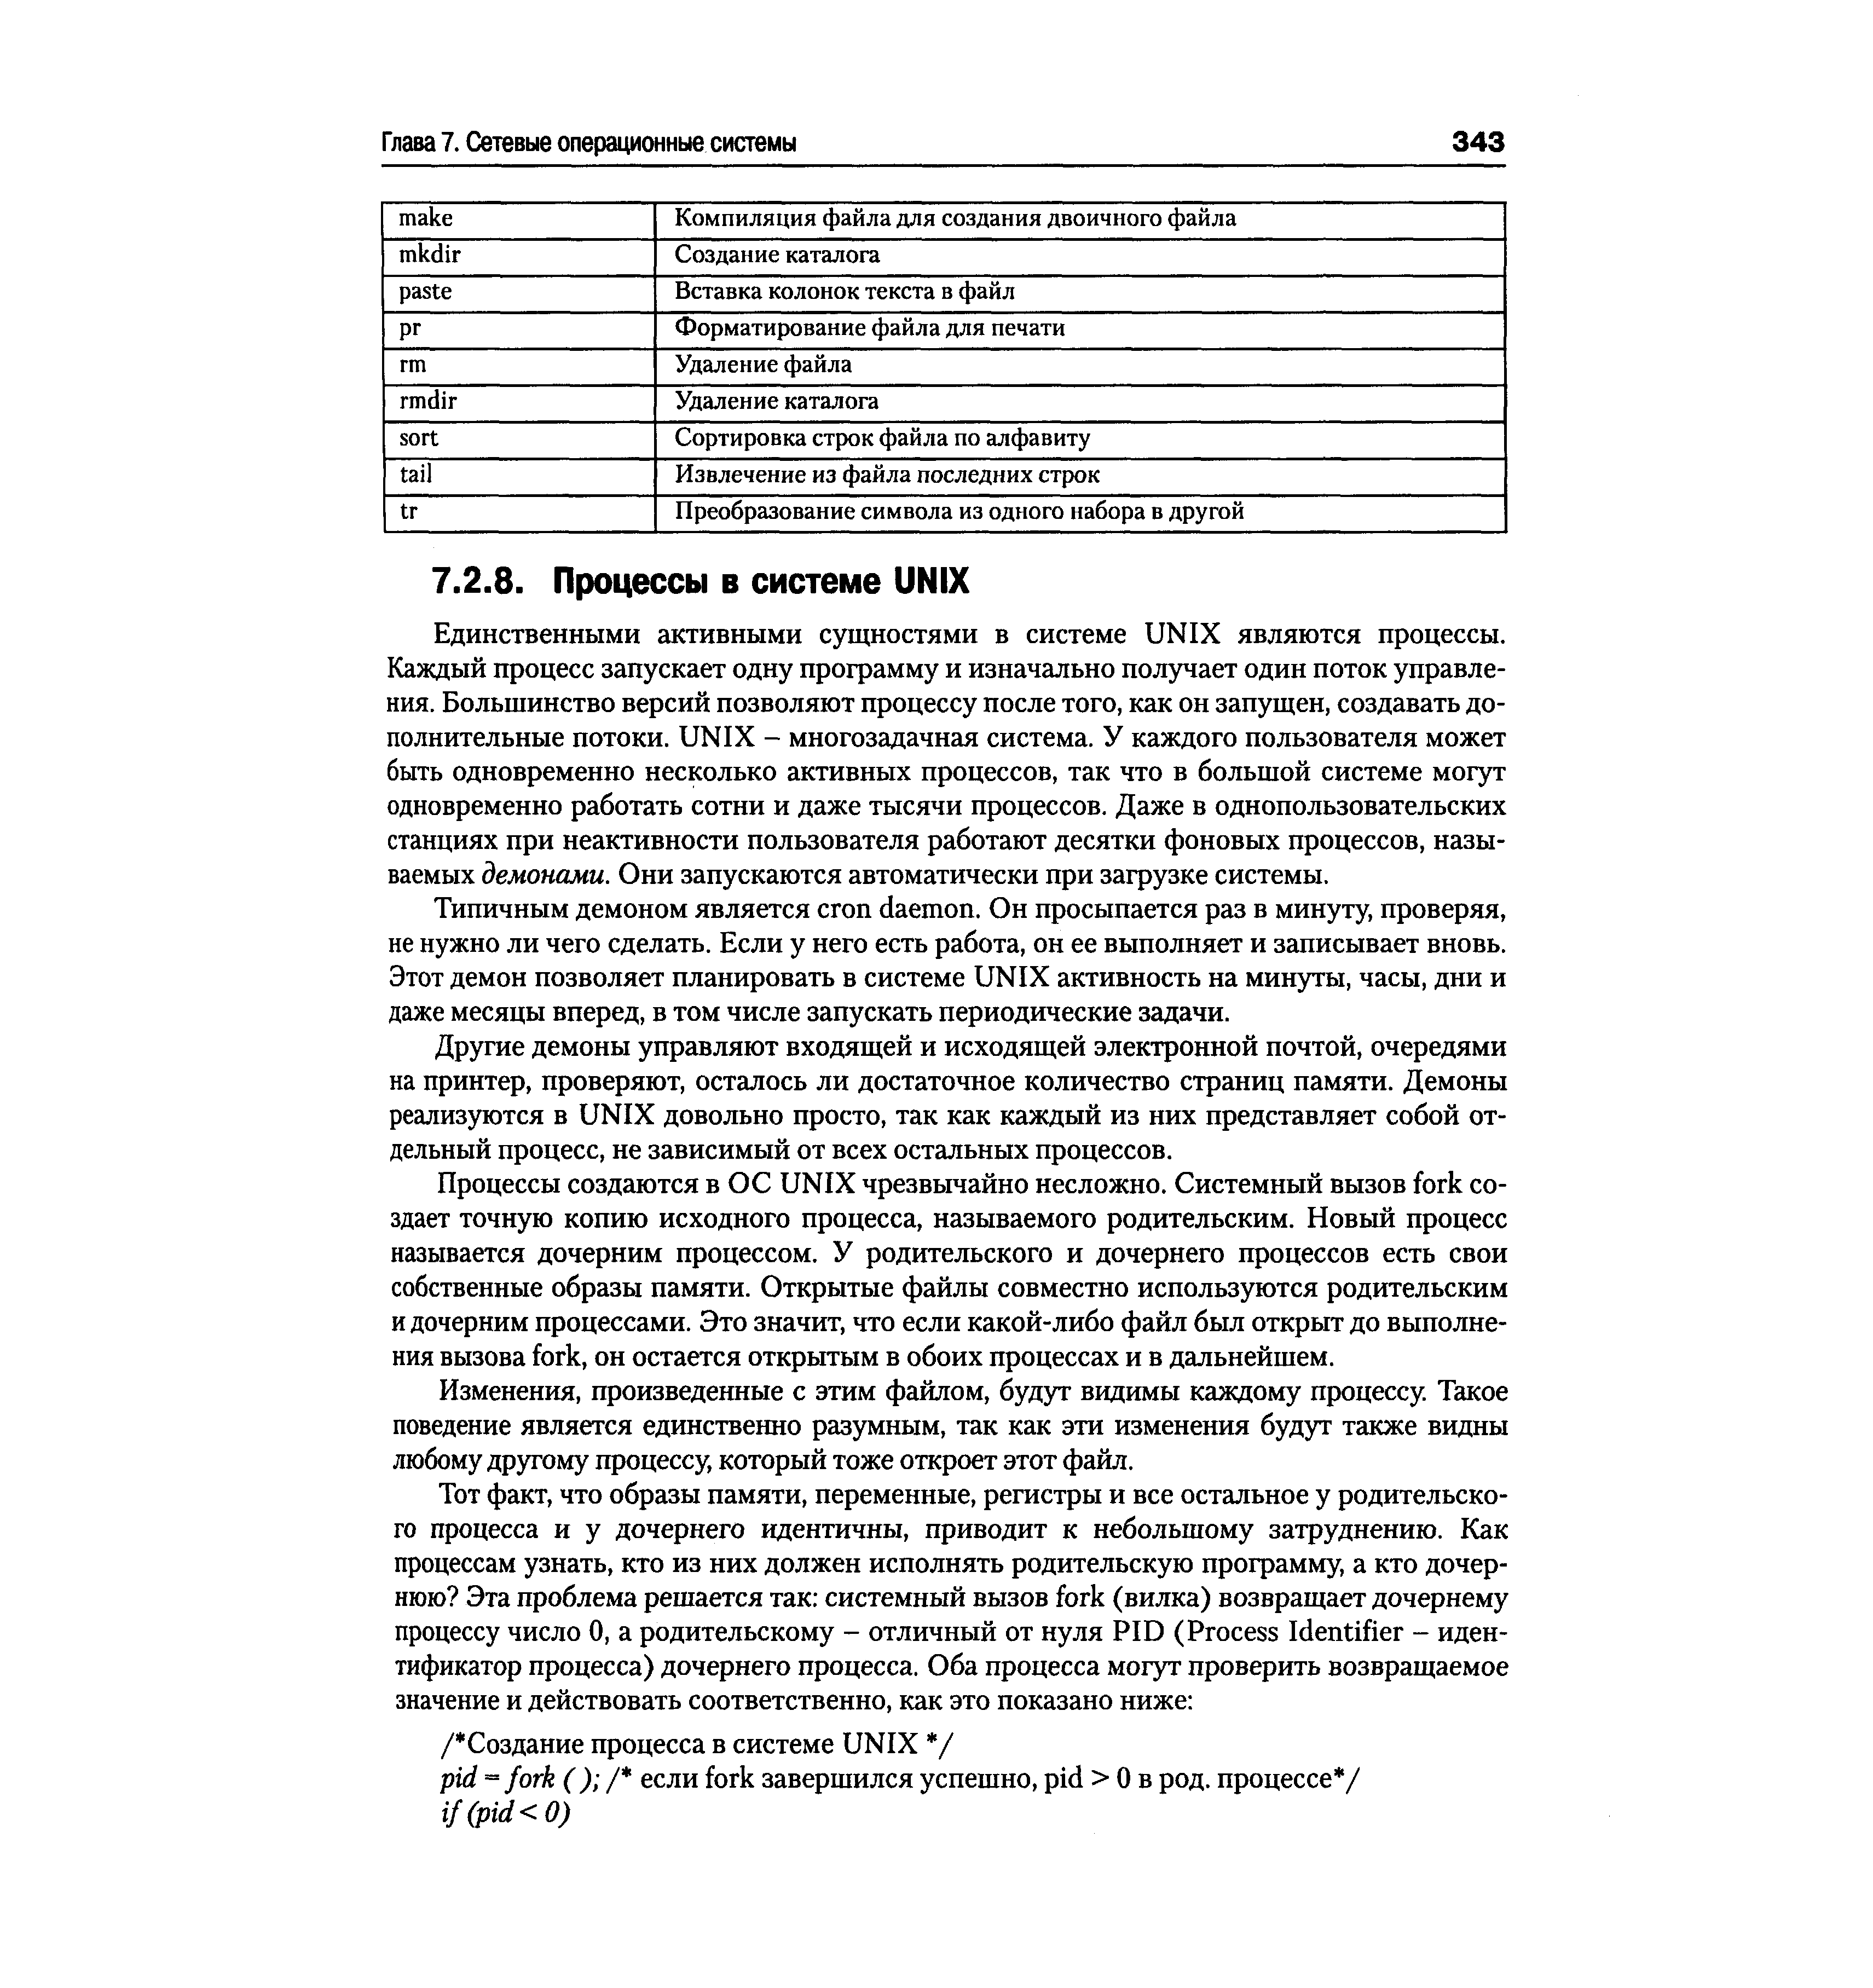 Глава 7. Сетевые операционные системы 343
make Компиляция файла для создания двоичного файла
mkdir Создание каталога
paste Вставка колонок текста в файл
pr Форматирование файла для печати
rm Удаление файла
rmdir Удаление каталога
sort Сортировка строк файла по алфавиту
tail Извлечение из файла последних строк
tr Преобразование символа из одного набора в другой
7.2.8. Процессы в системе UNIX
Единственными активными сущностями в системе UNIX являются процессы.
Каждый процесс запускает одну программу и изначально получает один поток управле-
ния. Большинство версий позволяют процессу после того, как он запущен, создавать до-
полнительные потоки. UNIX – многозадачная система. У каждого пользователя может
быть одновременно несколько активных процессов, так что в большой системе могут
одновременно работать сотни и даже тысячи процессов. Даже в однопользовательских
станциях при неактивности пользователя работают десятки фоновых процессов, назы-
ваемых демонами. Они запускаются автоматически при загрузке системы.
Типичным демоном является cron daemon. Он просыпается раз в минуту, проверяя,
не нужно ли чего сделать. Если у него есть работа, он ее выполняет и записывает вновь.
Этот демон позволяет планировать в системе UNIX активность на минуты, часы, дни и
даже месяцы вперед, в том числе запускать периодические задачи.
Другие демоны управляют входящей и исходящей электронной почтой, очередями
на принтер, проверяют, осталось ли достаточное количество страниц памяти. Демоны
реализуются в UNIX довольно просто, так как каждый из них представляет собой от-
дельный процесс, не зависимый от всех остальных процессов.
Процессы создаются в ОС UNIX чрезвычайно несложно. Системный вызов fork со-
здает точную копию исходного процесса, называемого родительским. Новый процесс
называется дочерним процессом. У родительского и дочернего процессов есть свои
собственные образы памяти. Открытые файлы совместно используются родительским
и дочерним процессами. Это значит, что если какой-либо файл был открыт до выполне-
ния вызова fork, он остается открытым в обоих процессах и в дальнейшем.
Изменения, произведенные с этим файлом, будут видимы каждому процессу. Такое
поведение является единственно разумным, так как эти изменения будут также видны
любому другому процессу, который тоже откроет этот файл.
Тот факт, что образы памяти, переменные, регистры и все остальное у родительско-
го процесса и у дочернего идентичны, приводит к небольшому затруднению. Как
процессам узнать, кто из них должен исполнять родительскую программу, а кто дочер-
нюю? Эта проблема решается так: системный вызов fork (вилка) возвращает дочернему
процессу число 0, а родительскому – отличный от нуля PID (Process Identifier – иден-
тификатор процесса) дочернего процесса. Оба процесса могут проверить возвращаемое
значение и действовать соответственно, как это показано ниже:
/*Создание процесса в системе UNIX */
pid = fork ( ); /* если fork завершился успешно, pid > 0 в род. процессе*/
if (pid < 0)